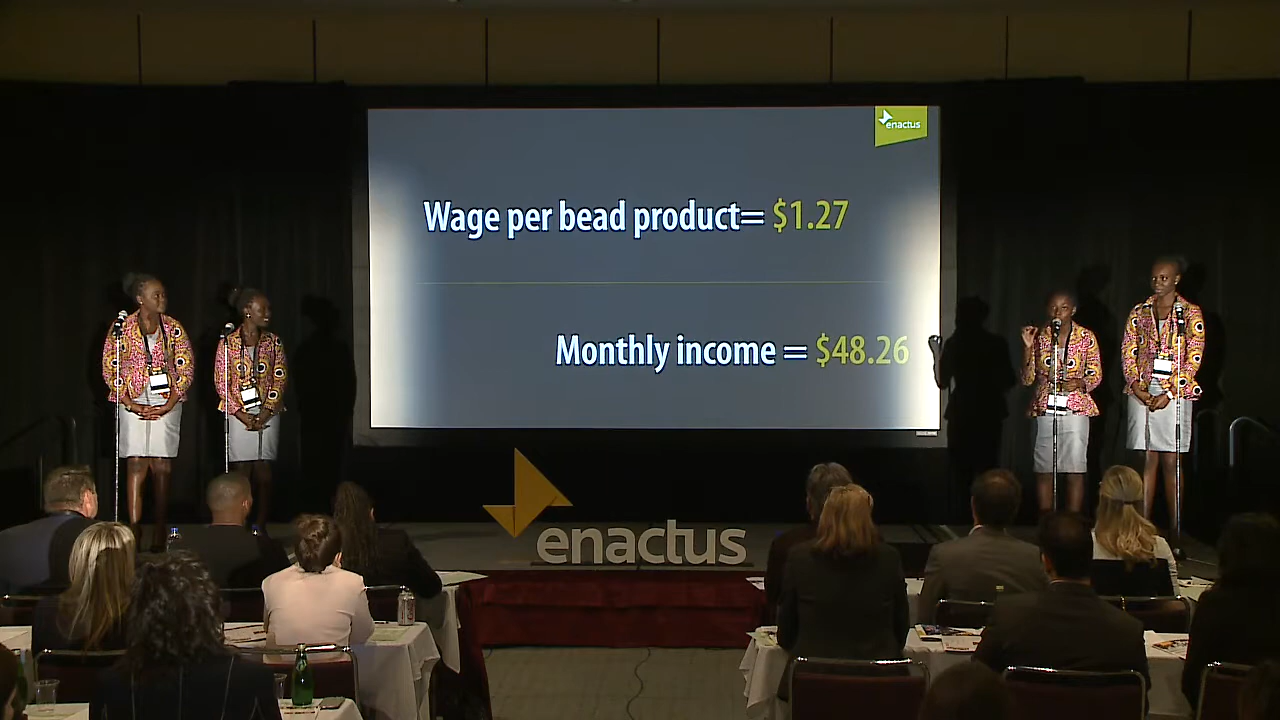 enactus
Wage per bead product= $1.27
Monthly income = $48.26
enactus